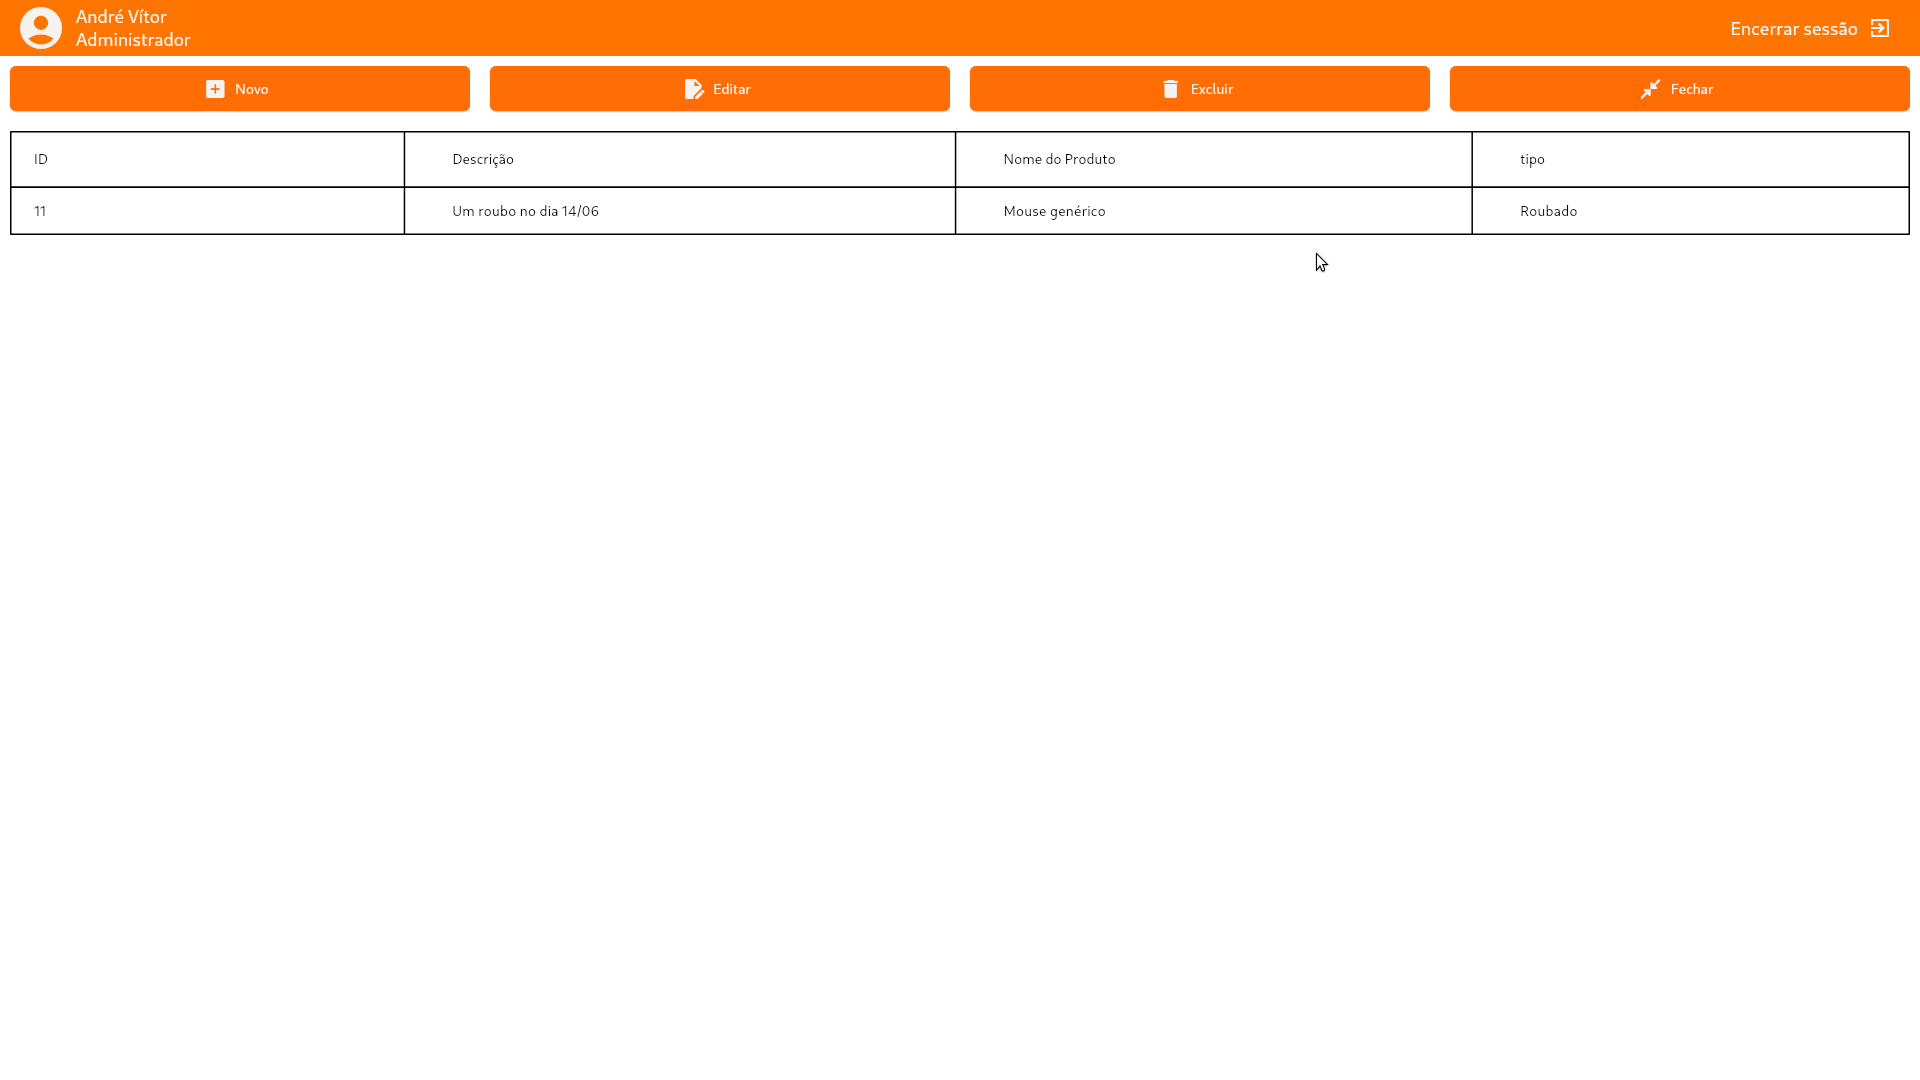 André Vítor
Administrador
Encerrar sessão
Novo
Editar
Excluir
Fechar
ID
Descrição
Nome do Produto
tipo
11
Um roubo no dia 14/06
Mouse genérico
Roubado